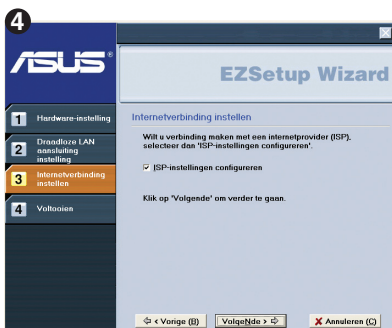 4
ASUS®
EZSetup Wizard
1 Hardware-instelling
2 Draadloze LAN
aansluiting
instelling
3 Internetverbinding
instellen
4 Voltooien
Internetverbinding instellen
Wilt u verbinding maken met een internetprovider (ISP),
selecteer dan 'ISP-instellingen configureren'.
ISP-instellingen configureren
Klik op 'Volgende' om verder te gaan.
< Vorige (B)
VolgeNde >
Annuleren (C)